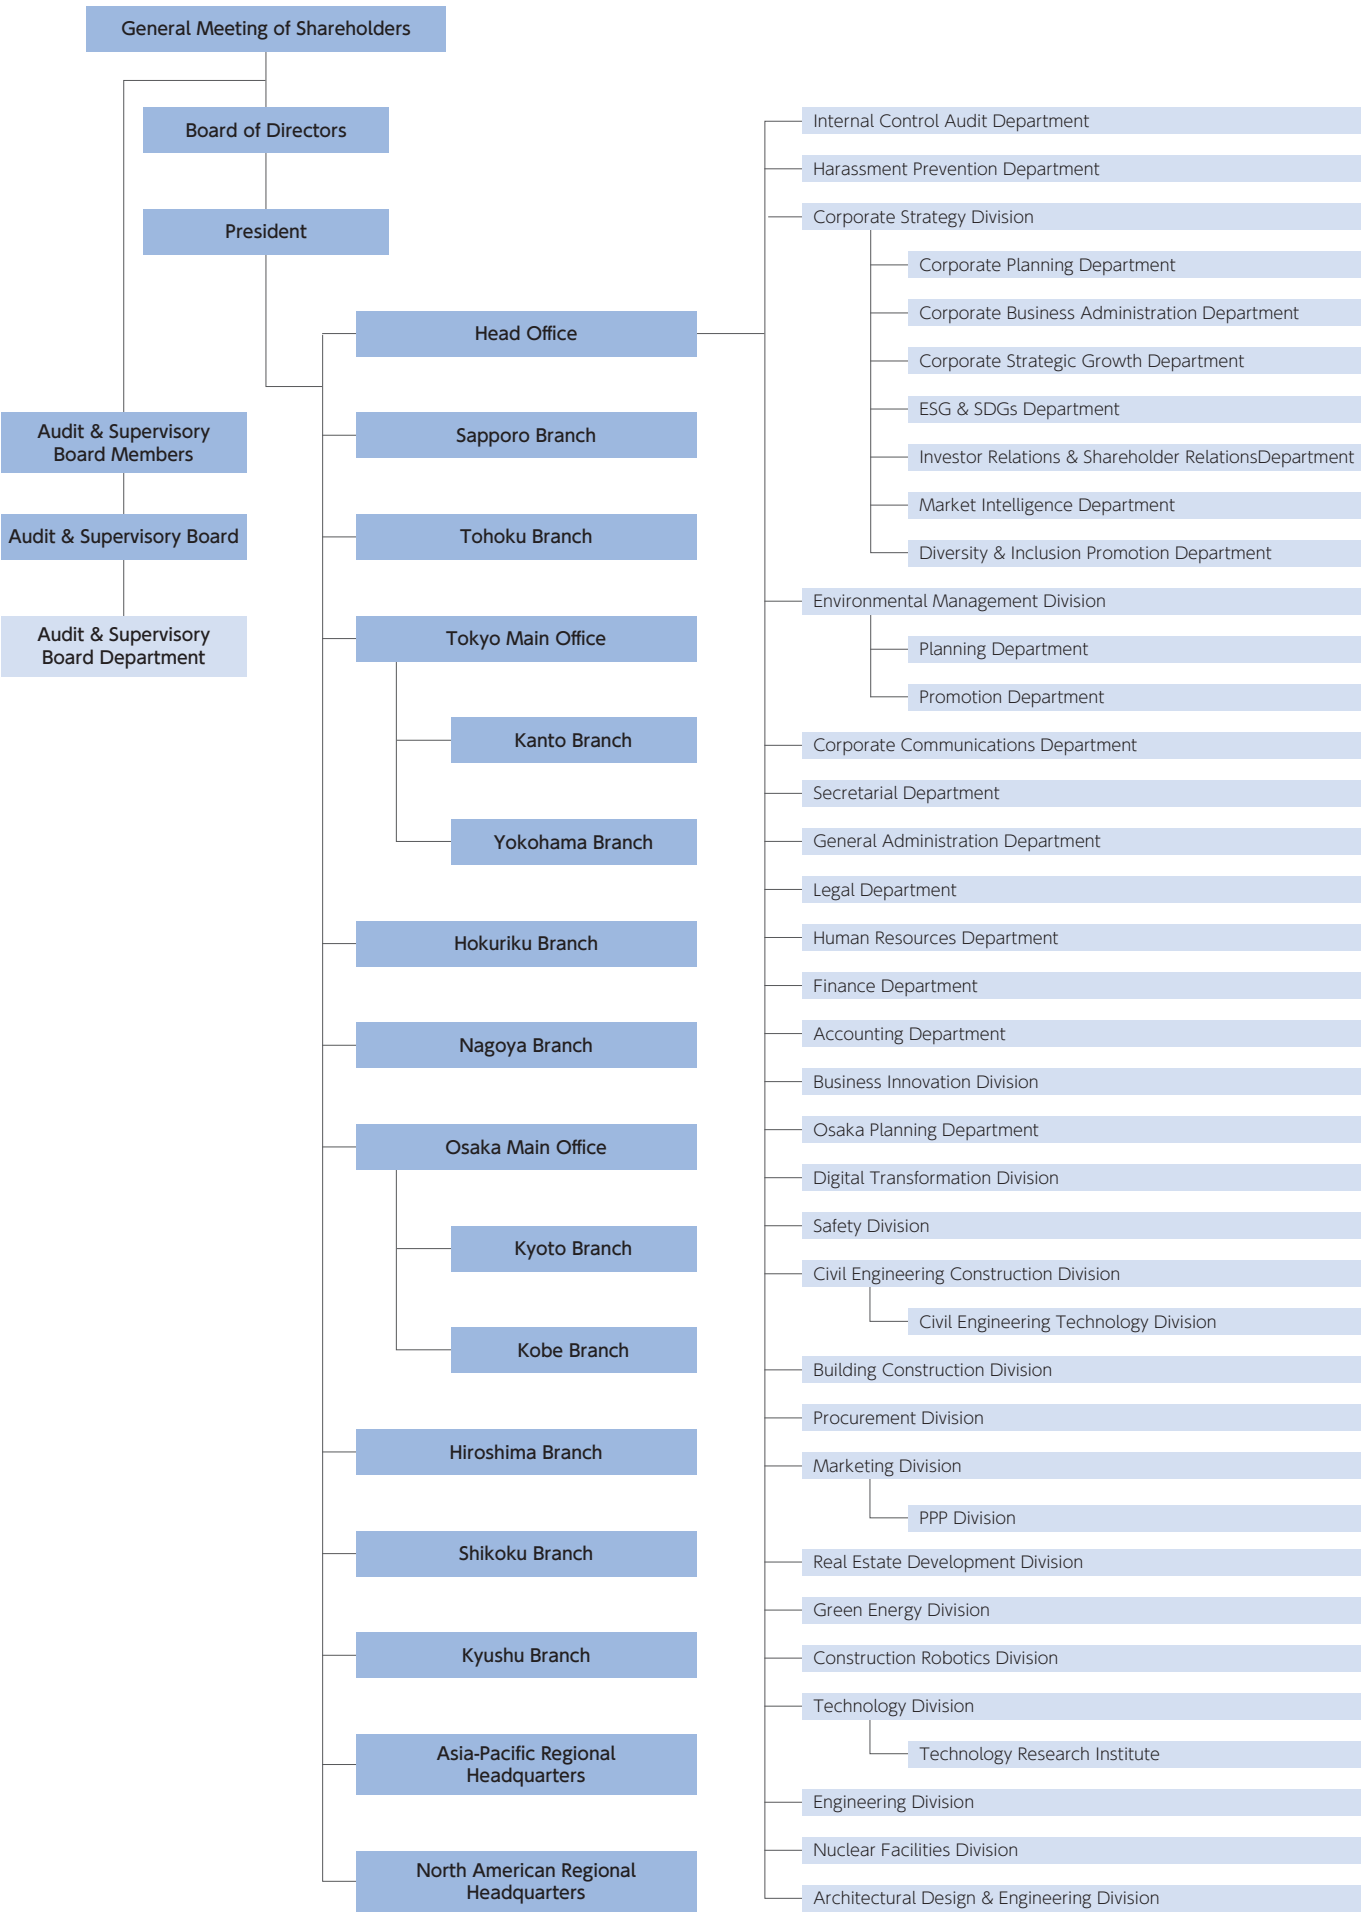 General Meeting of Shareholders
Board of Directors
President
Audit & Supervisory
Board Members
Audit & Supervisory Board
Audit & Supervisory
Board Department
Head Office
Sapporo Branch
Tohoku Branch
Tokyo Main Office
Kanto Branch
Yokohama Branch
Hokuriku Branch
Nagoya Branch
Osaka Main Office
Kyoto Branch
Kobe Branch
Hiroshima Branch
Shikoku Branch
Kyushu Branch
Asia-Pacific Regional
Headquarters
North American Regional
Headquarters
Internal Control Audit Department
Harassment Prevention Department
Corporate Strategy Division
Corporate Planning Department
Corporate Business Administration Department
Corporate Strategic Growth Department
ESG & SDGs Department
Investor Relations & Shareholder RelationsDepartment
Market Intelligence Department
Diversity & Inclusion Promotion Department
Environmental Management Division
Planning Department
Promotion Department
Corporate Communications Department
Secretarial Department
General Administration Department
Legal Department
Human Resources Department
Finance Department
Accounting Department
Business Innovation Division
Osaka Planning Department
Digital Transformation Division
Safety Division
Civil Engineering Construction Division
Civil Engineering Technology Division
Building Construction Division
Procurement Division
Marketing Division
PPP Division
Real Estate Development Division
Green Energy Division
Construction Robotics Division
Technology Division
Technology Research Institute
Engineering Division
Nuclear Facilities Division
Architectural Design & Engineering Division